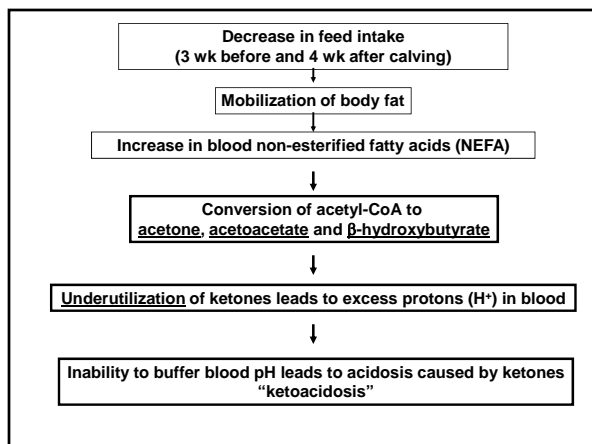 Decrease in feed intake
(3 wk before and 4 wk after calving)
Mobilization of body fat
Increase in blood non-esterified fatty acids (NEFA)
Conversion of acetyl-CoA to
acetone, acetoacetate and β-hydroxybutyrate
Underutilization of ketones leads to excess protons (H⁺) in blood
Inability to buffer blood pH leads to acidosis caused by ketones
“ketoacidosis”